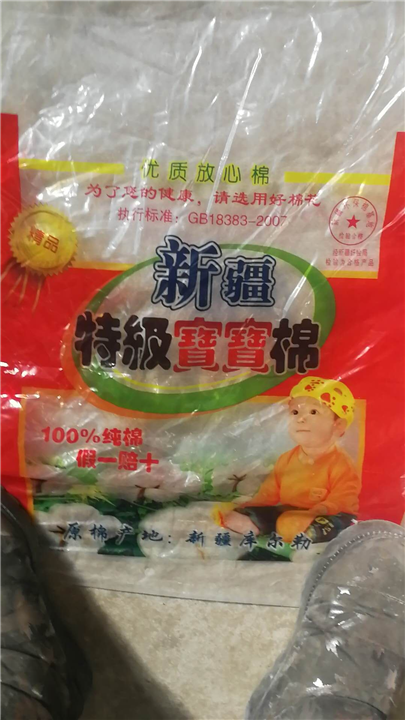 优质放心棉
为了您的健康，请选用好棉花
执行标准：GB18383-2007
精品
新疆
特級寶寶棉
100%纯棉
假一赔十
原棉产地：新疆库尔勒